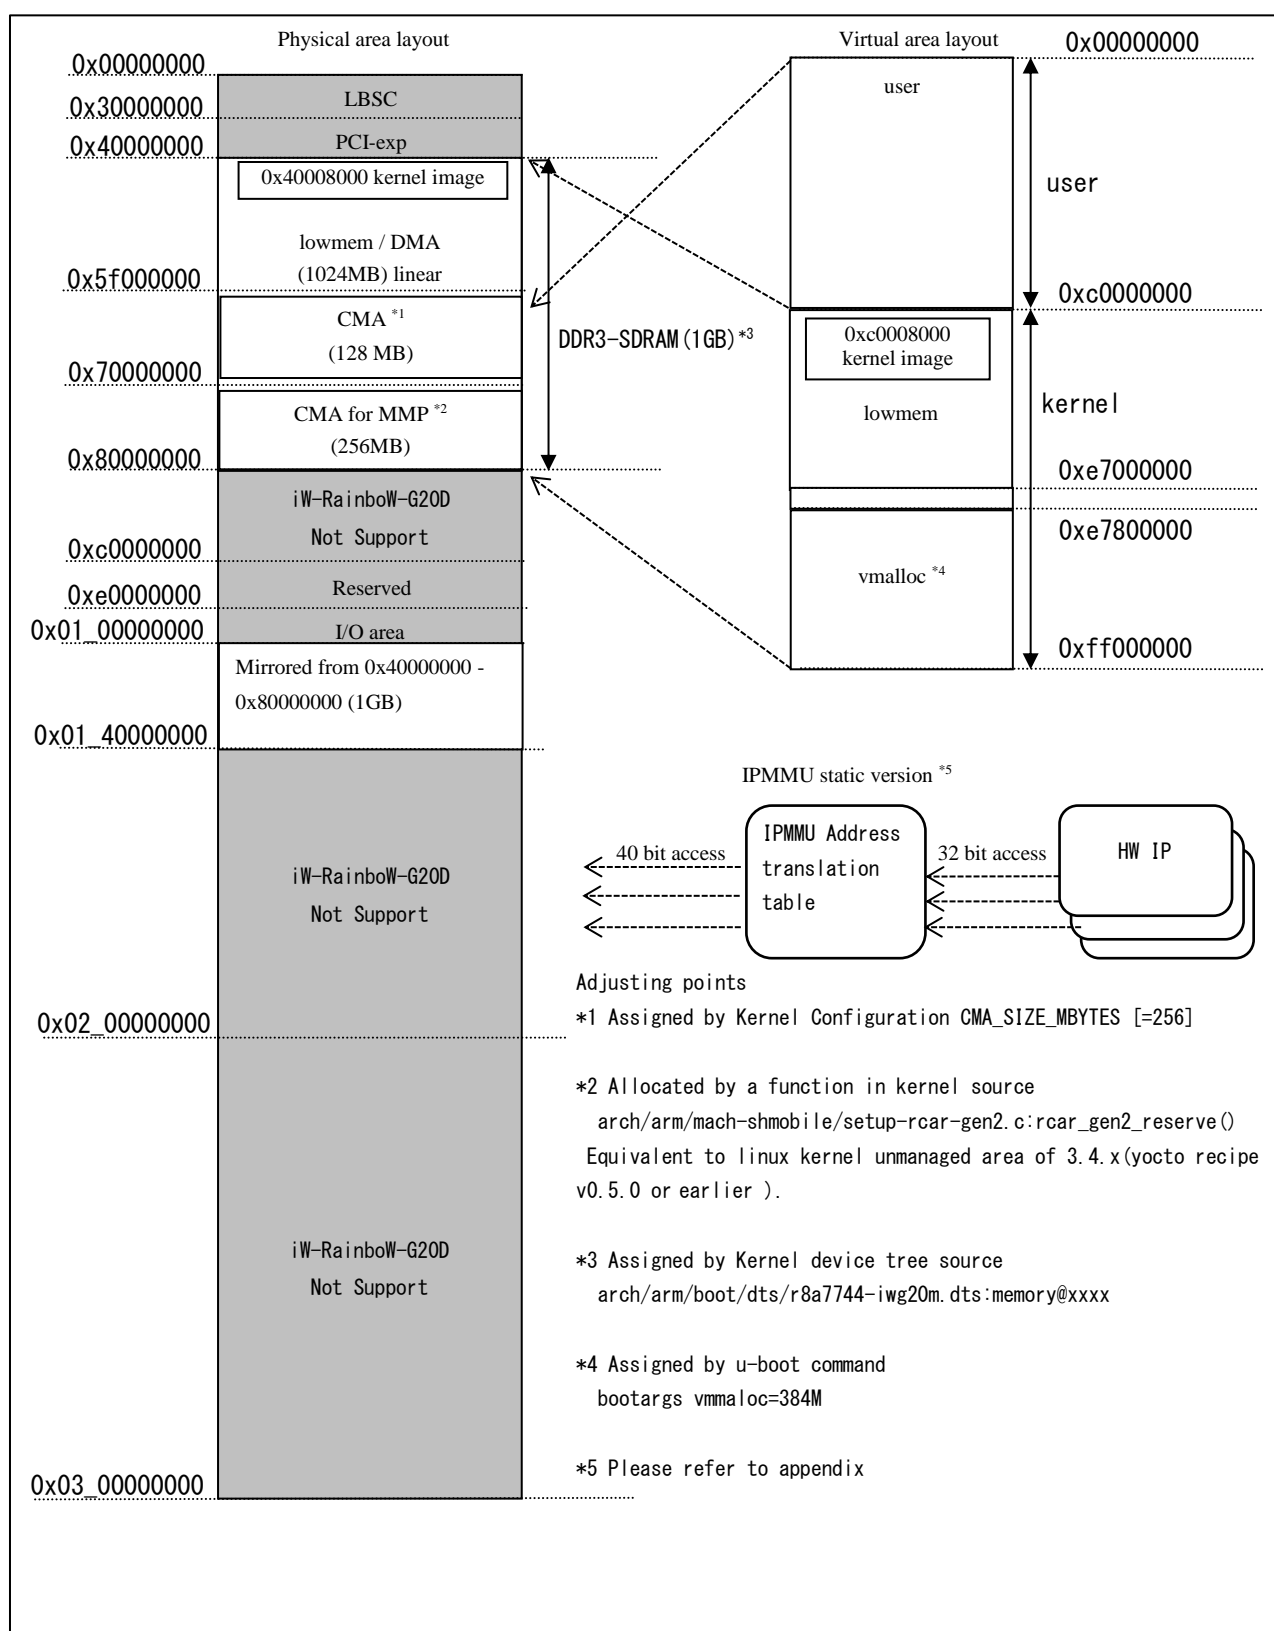 Physical area layout
0x00000000
LBSC
0x30000000
PCI-exp
0x40000000
0x40008000 kernel image
lowmem / DMA
(1024MB) linear
0x5f000000
CMA *1
(128 MB)
0x70000000
CMA for MMP *2
(256MB)
0x80000000
DDR3-SDRAM(1GB)*3
iW-RainboW-G20D
Not Support
0xc0000000
Reserved
0xe0000000
I/O area
0x01_00000000
Mirrored from 0x40000000 -
0x80000000 (1GB)
0x01_40000000
iW-RainboW-G20D
Not Support
0x02_00000000
iW-RainboW-G20D
Not Support
0x03_00000000
Virtual area layout
0x00000000
user
user
0xc0000000
0xc0008000
kernel image
lowmem
kernel
0xe7000000
0xe7800000
vmalloc *4
0xff000000
IPMMU static version *5
40 bit access
IPMMU Address
translation
table
32 bit access
HW IP
Adjusting points
*1 Assigned by Kernel Configuration CMA_SIZE_MBYTES [=256]
*2 Allocated by a function in kernel source
arch/arm/mach-shmobile/setup-rcar-gen2.c:rcar_gen2_reserve()
Equivalent to linux kernel unmanaged area of 3.4.x(yocto recipe
v0.5.0 or earlier ).
*3 Assigned by Kernel device tree source
arch/arm/boot/dts/r8a7744-iwg20m.dts:memory@xxxx
*4 Assigned by u-boot command
bootargs vmmaloc=384M
*5 Please refer to appendix